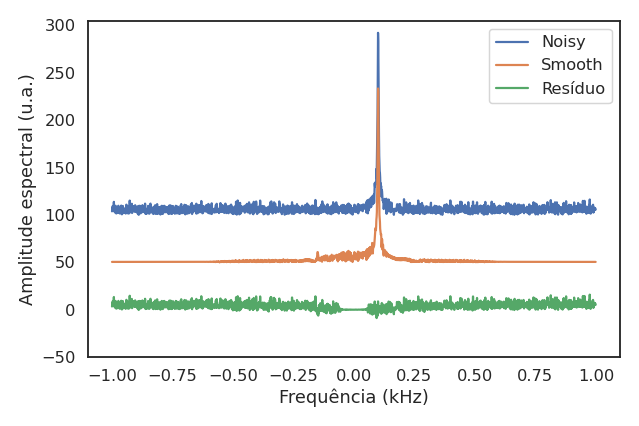 300
250
200
150
100
50
0
−50
Amplitude espectral (u.a.)
Noisy
Smooth
Resíduo
−1.00 −0.75 −0.50 −0.25 0.00 0.25 0.50 0.75 1.00
Frequência (kHz)